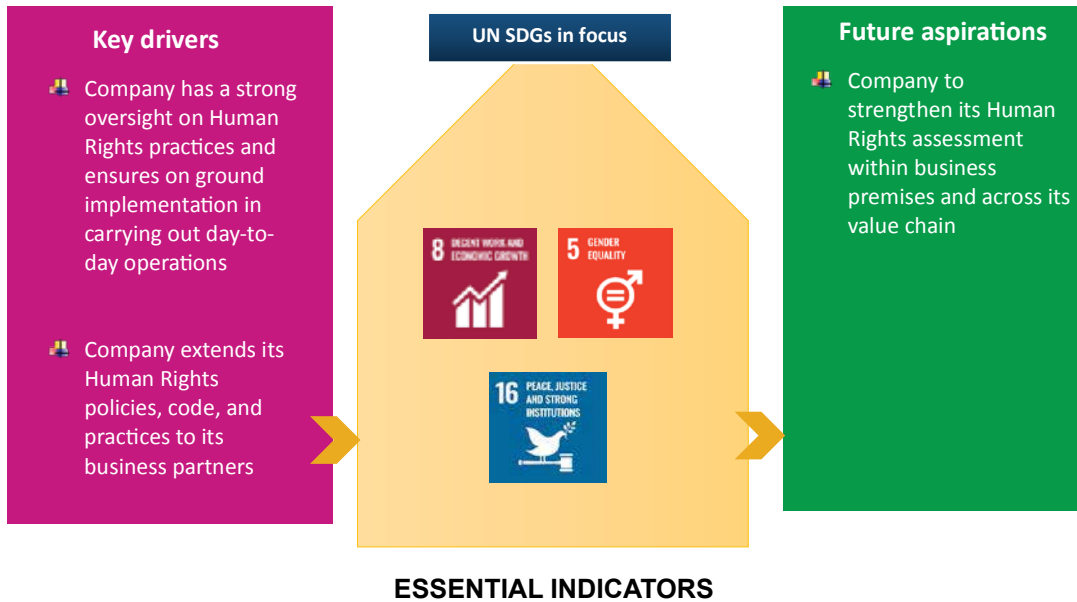 Key drivers
Company has a strong
oversight on Human
Rights practices and
ensures on ground
implementation in
carrying out day-to-
day operations
Company extends its
Human Rights
policies, code, and
practices to its
business partners
UN SDGs in focus
8 DECENT WORK AND
ECONOMIC GROWTH
5 GENDER
EQUALITY
16 PEACE, JUSTICE
AND STRONG
INSTITUTIONS
Future aspirations
Company to
strengthen its Human
Rights assessment
within business
premises and across its
value chain
ESSENTIAL INDICATORS